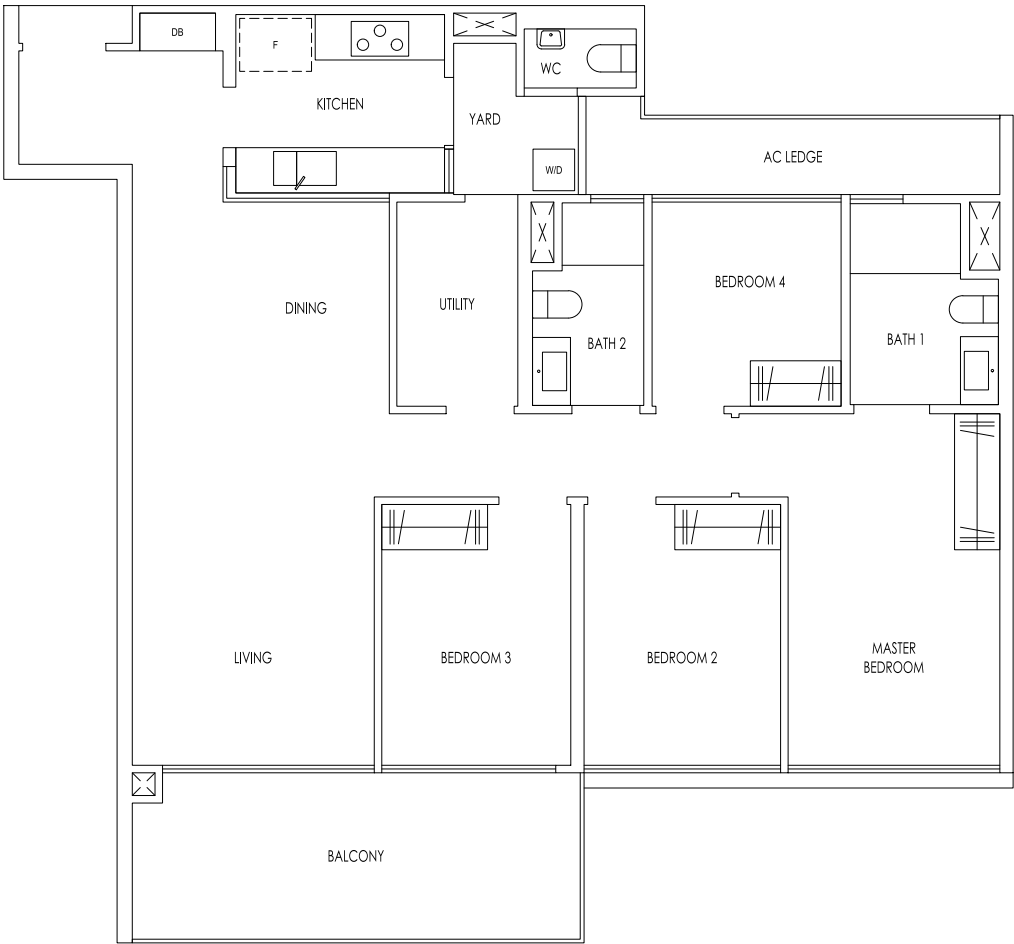 DB
F
WC
KITCHEN
YARD
AC LEDGE
W/D
BEDROOM 4
UTILITY
DINING
BATH 2
BATH 1
LIVING
BEDROOM 3
BEDROOM 2
MASTER
BEDROOM
BALCONY